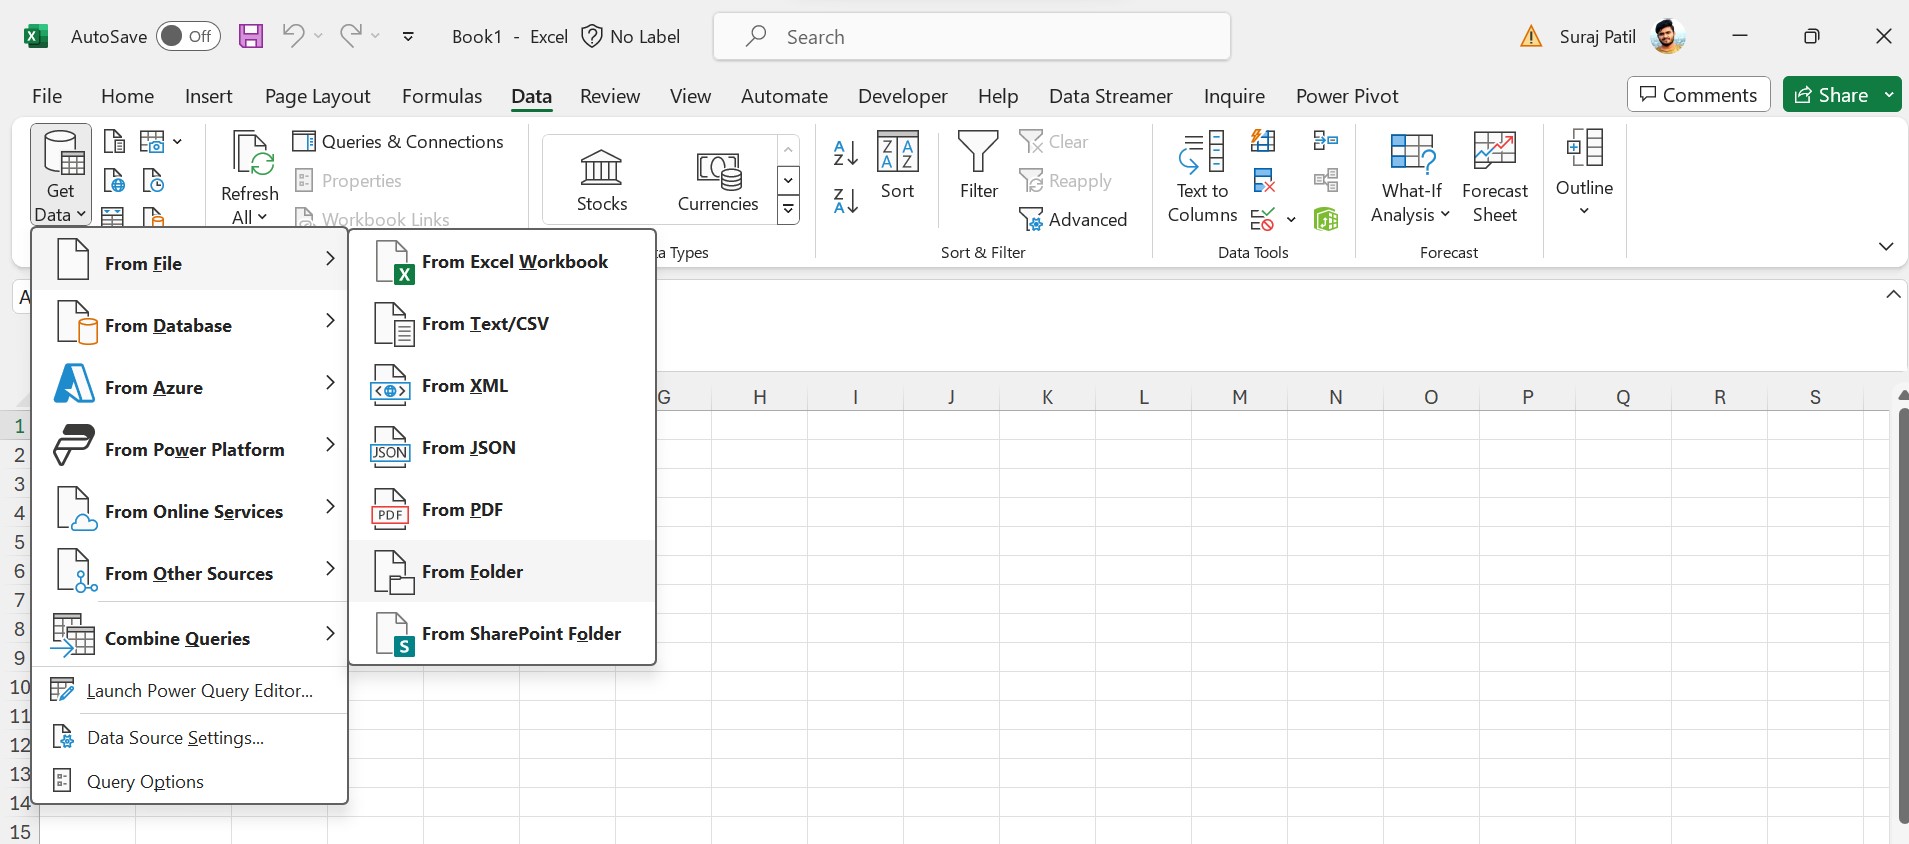 AutoSave Off Book1 - Excel No Label Search Suraj Patil
File Home Insert Page Layout Formulas Data Review View Automate Developer Help Data Streamer Inquire Power Pivot Comments Share
Get Data
Refresh All
Queries & Connections
Properties
Workbook Links
Stocks
Currencies
A Z
Z A
Z A A Z
Sort
Filter
Clear
Reapply
Advanced
Text to Columns
What-If Analysis
Forecast Sheet
Outline
a Types
Sort & Filter
Data Tools
Forecast
From File
From Database
From Azure
From Power Platform
From Online Services
From Other Sources
Combine Queries
Launch Power Query Editor...
Data Source Settings...
Query Options
From Excel Workbook
From Text/CSV
From XML
JSON
From JSON
PDF
From PDF
From Folder
From SharePoint Folder
A
G H I J K L M N O P Q R S
1
2
3
4
5
6
7
8
9
10
11
12
13
14
15